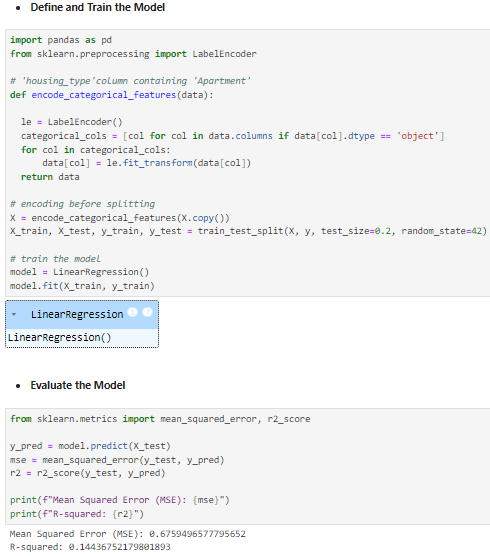 • Define and Train the Model
import pandas as pd
from sklearn.preprocessing import LabelEncoder
# 'housing_type'column containing 'Apartment'
def encode_categorical_features(data):
le = LabelEncoder()
categorical_cols = [col for col in data.columns if data[col].dtype == 'object']
for col in categorical_cols:
data[col] = le.fit_transform(data[col])
return data
# encoding before splitting
X = encode_categorical_features(X.copy())
X_train, X_test, y_train, y_test = train_test_split(X, y, test_size=0.2, random_state=42)
# train the model
model = LinearRegression()
model.fit(X_train, y_train)
LinearRegression
LinearRegression()
• Evaluate the Model
from sklearn.metrics import mean_squared_error, r2_score
y_pred = model.predict(X_test)
mse = mean_squared_error(y_test, y_pred)
r2 = r2_score(y_test, y_pred)
print(f"Mean Squared Error (MSE): {mse}")
print(f"R-squared: {r2}")
Mean Squared Error (MSE): 0.6759496577795652
R-squared: 0.14436752179801893